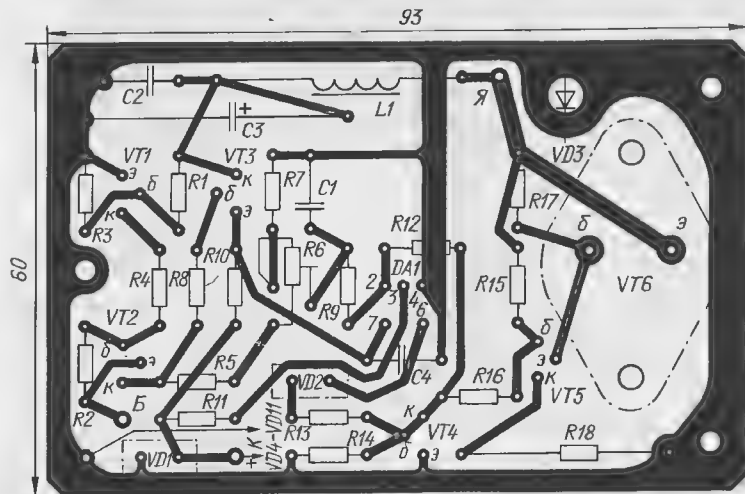 93
60
C2
C3
+
L1
Я
VD3
VT1
э
б
к
R1
VT3
к
б
э
R7
C1
R17
R3
R12
б
э
R4
R8
R10
R6
R9
DA1
2
3
4
6
7
R15
VT6
VT2
б
э
к
R5
C4
б
э
к
R2
Б
R11
VD2
R16
VT5
VD1
+
К VD4-VD11
R13
R14
к
б
VT4
э
R18